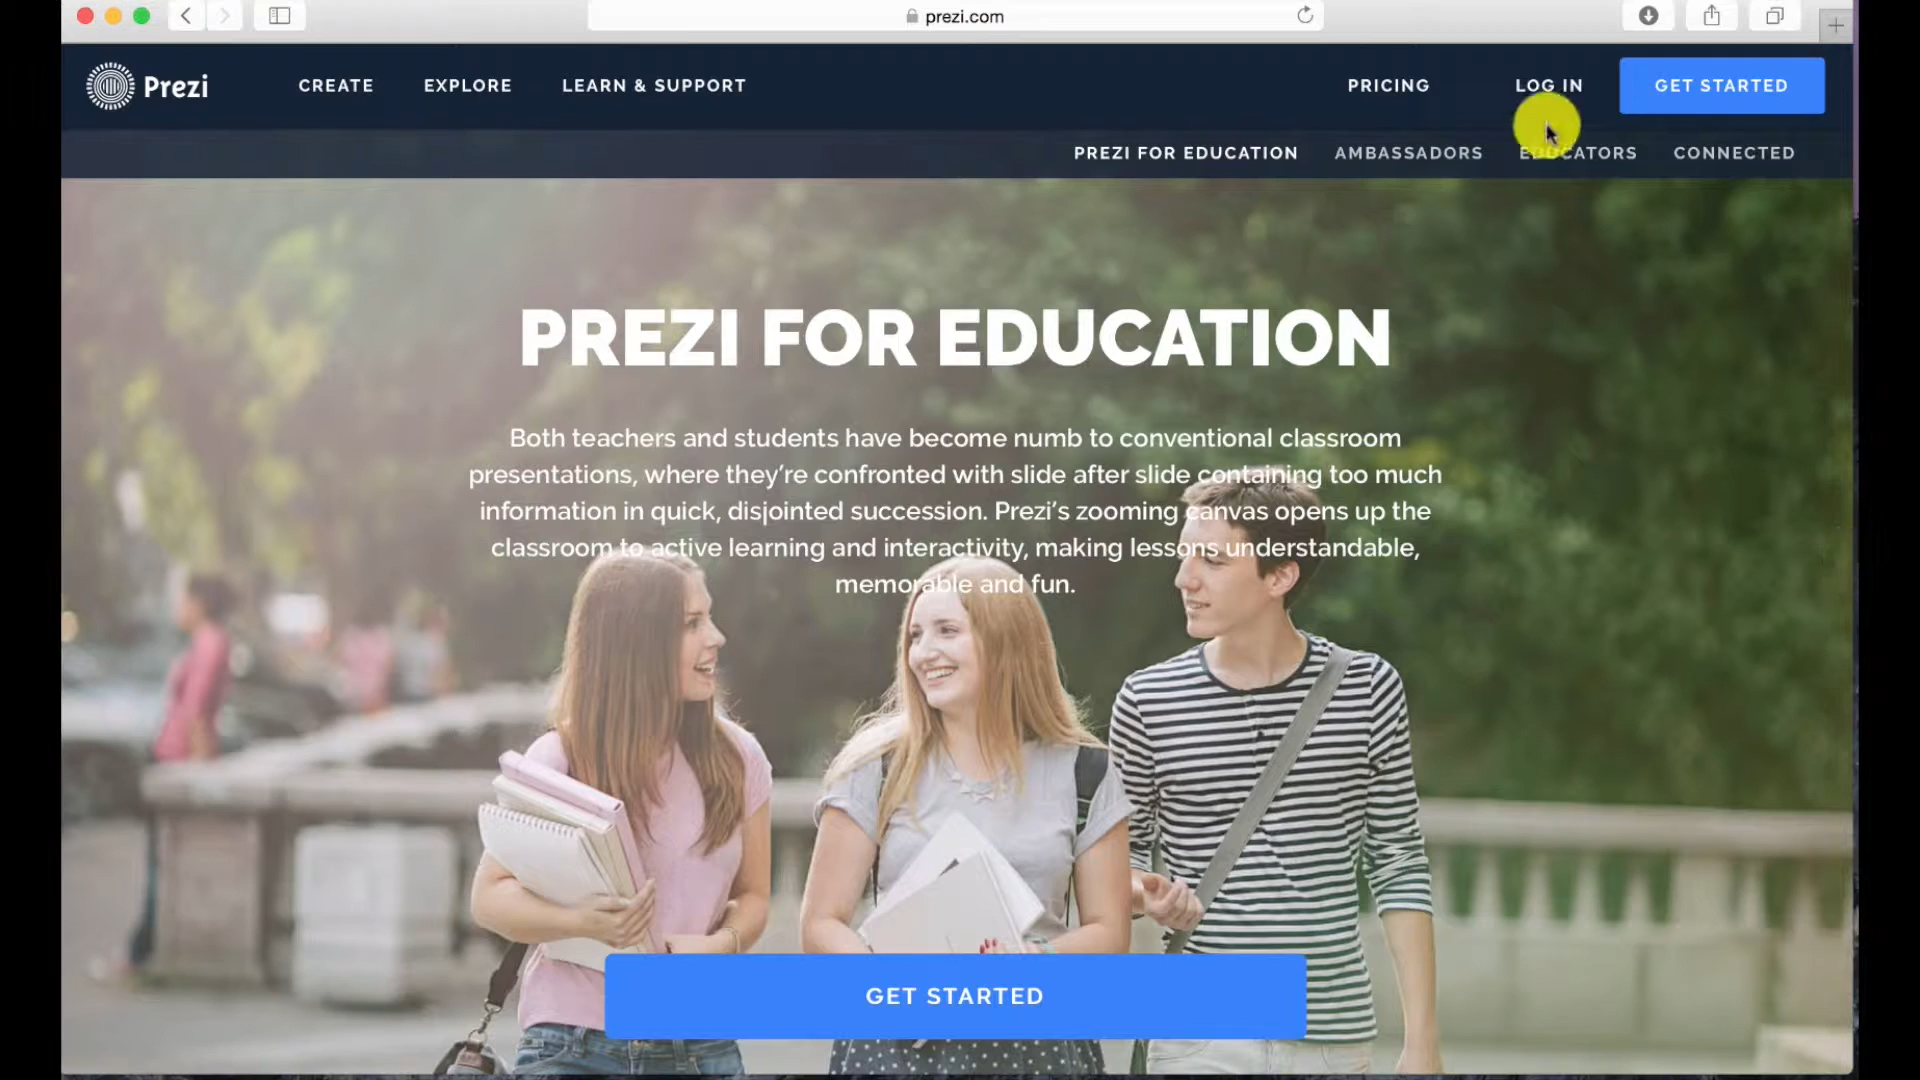 prezi.com
Prezi CREATE EXPLORE LEARN & SUPPORT PRICING LOG IN GET STARTED
PREZI FOR EDUCATION AMBASSADORS EDUCATORS CONNECTED
PREZI FOR EDUCATION
Both teachers and students have become numb to conventional classroom
presentations, where they’re confronted with slide after slide containing too much
information in quick, disjointed succession. Prezi’s zooming canvas opens up the
classroom to active learning and interactivity, making lessons understandable,
memorable and fun.
GET STARTED